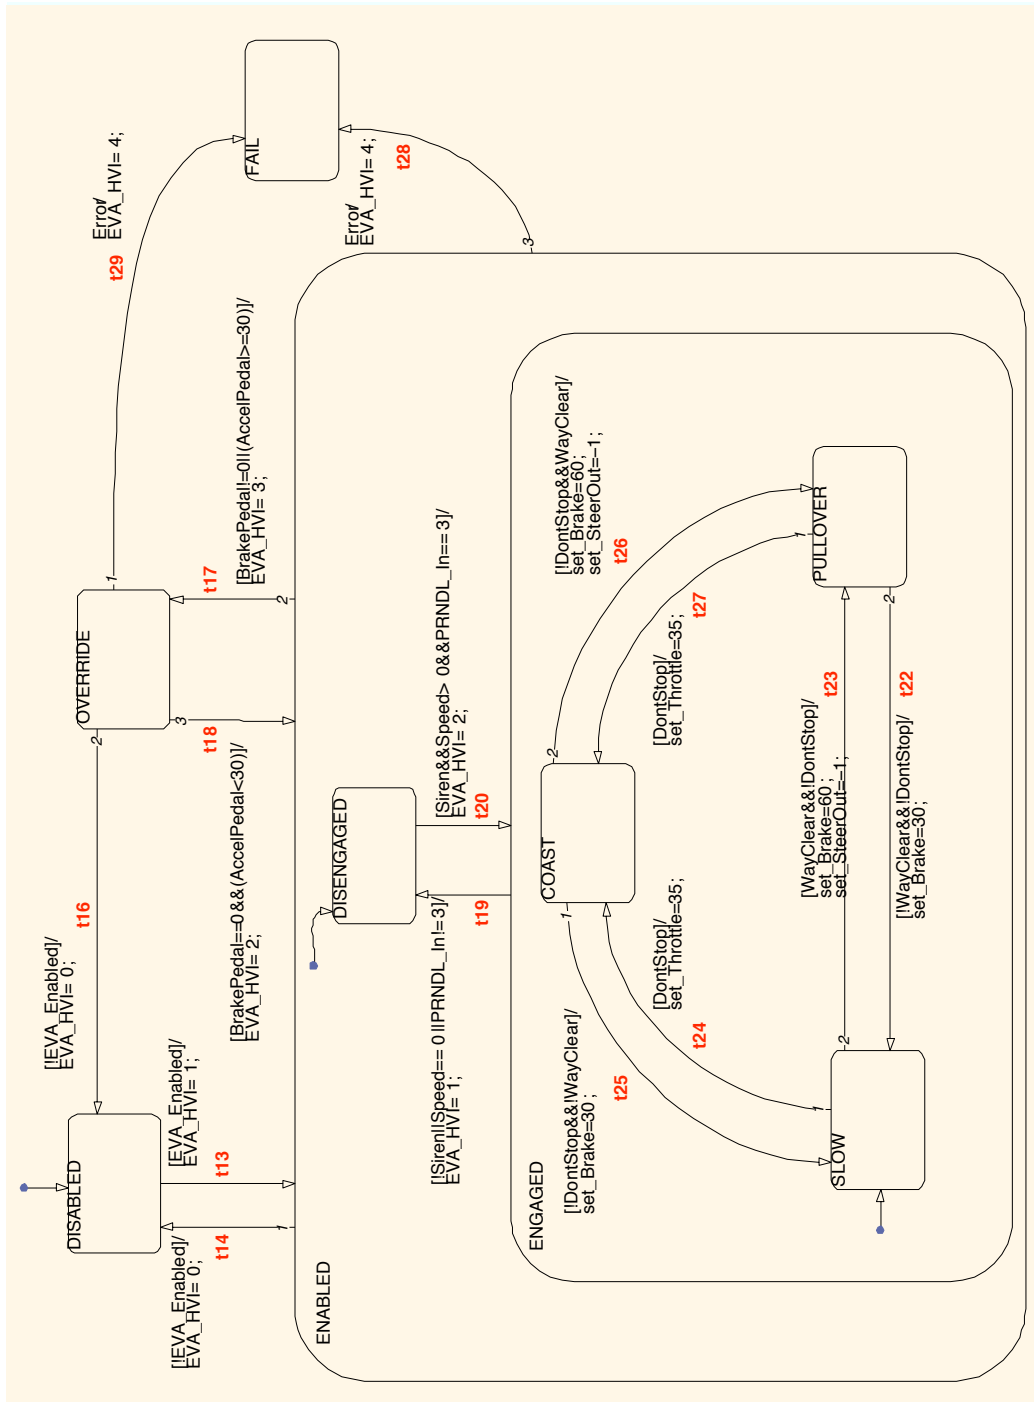 FAIL
Error/
EVA_HVI= 4;
t29
Error/
EVA_HVI= 4;
t28
3
1
OVERRIDE
2
3
[BrakePedal!=0||(AccelPedal>=30)]/
EVA_HVI= 3;
t17
2
t18
[BrakePedal==0&&(AccelPedal<30)]/
EVA_HVI= 2;
t16
[!EVA_Enabled]/
EVA_HVI= 0;
DISABLED
[EVA_Enabled]/
EVA_HVI= 1;
t13
[!EVA_Enabled]/
EVA_HVI= 0;
t14
1
ENABLED
DISENGAGED
[Siren&&Speed> 0&&PRNDL_In== 3]/
EVA_HVI= 2;
t20
[!Siren||Speed== 0||PRNDL_In!= 3]/
EVA_HVI= 1;
t19
ENGAGED
COAST
1
2
[!DontStop&&WayClear]/
set_Brake=60;
set_SteerOut=−1;
t26
[DontStop]/
set_Throttle=35;
t27
PULLOVER
1
2
[WayClear&&!DontStop]/
set_Brake=60;
set_SteerOut=−1;
t23
[!WayClear&&!DontStop]/
set_Brake=30;
t22
[DontStop]/
set_Throttle=35;
t24
[!DontStop&&!WayClear]/
set_Brake=30;
t25
SLOW
1
2